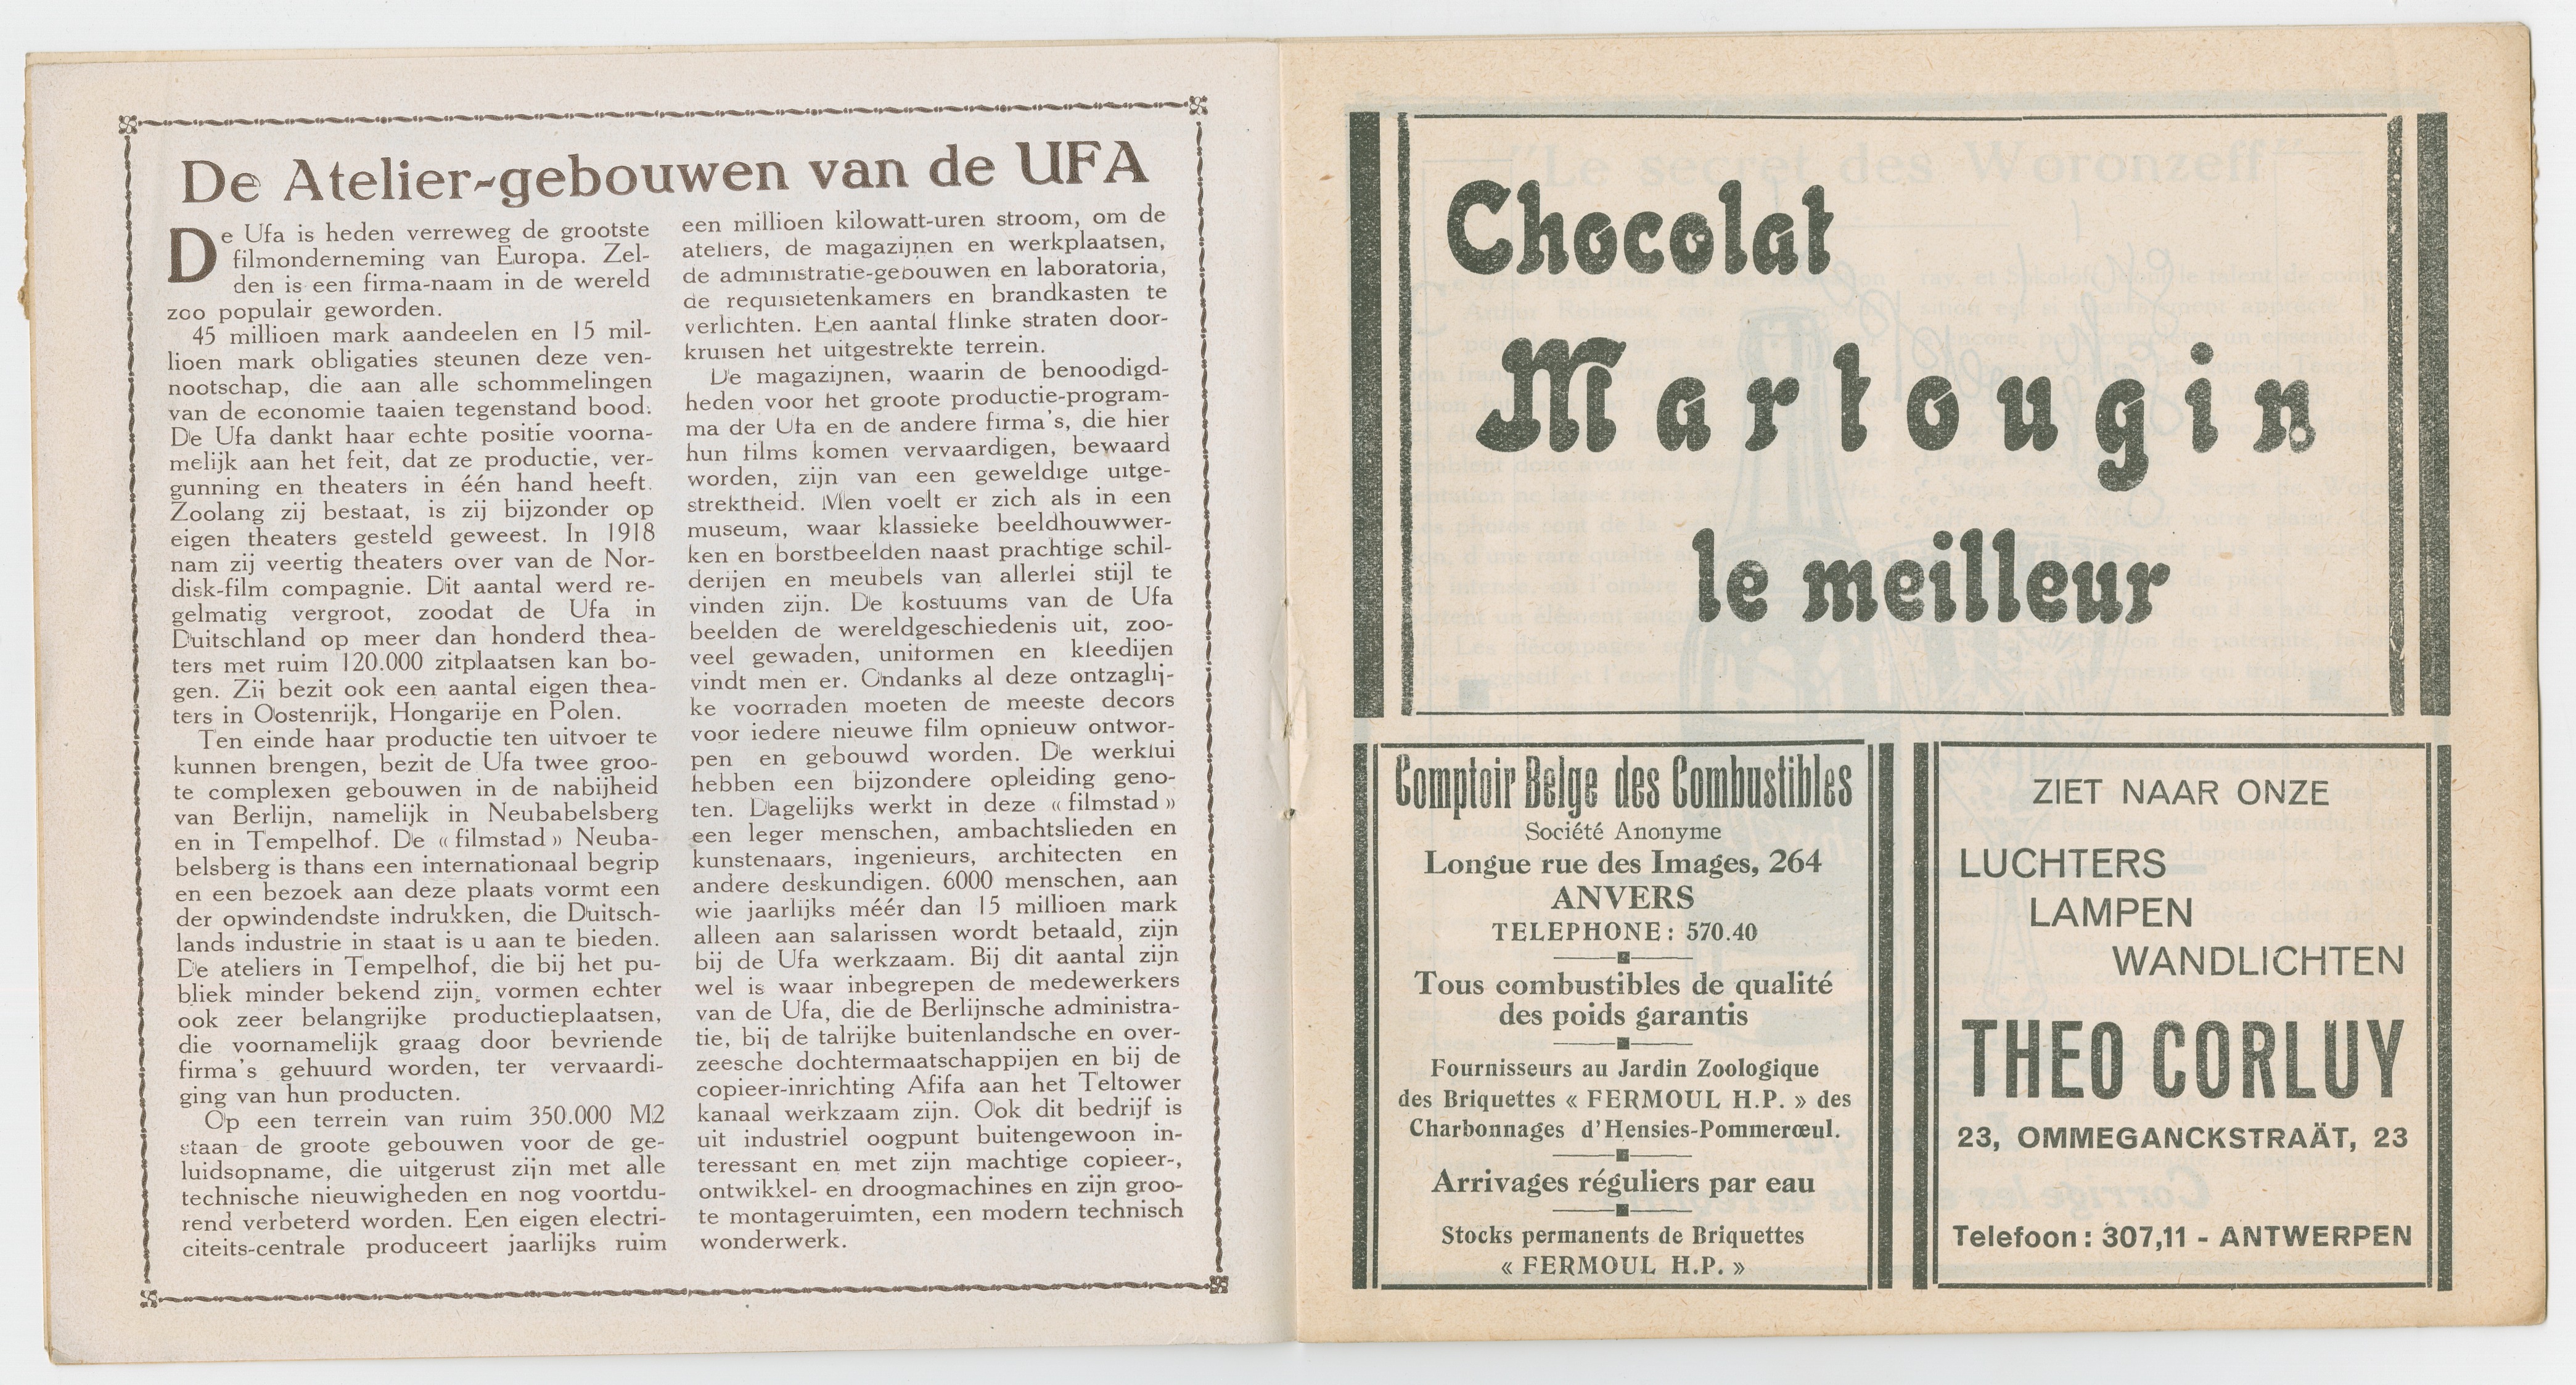 De Atelier-gebouwen van de UFA
De Ufa is heden verreweg de grootste
filmonderneming van Europa. Zel-
den is een firma-naam in de wereld
zoo populair geworden.
45 millioen mark aandeelen en 15 mil-
lioen mark obligaties steunen deze ven-
nootschap, die aan alle schommelingen
van de economie taaien tegenstand bood.
De Ufa dankt haar echte positie voorna-
melijk aan het feit, dat ze productie, ver-
gunning en theaters in één hand heeft.
Zoolang zij bestaat, is zij bijzonder op
eigen theaters gesteld geweest. In 1918
nam zij veertig theaters over van de Nor-
disk-film compagnie. Dit aantal werd re-
gelmatig vergroot, zoodat de Ufa in
Duitschland op meer dan honderd thea-
ters met ruim 120.000 zitplaatsen kan bo-
gen. Zij bezit ook een aantal eigen thea-
ters in Oostenrijk, Hongarije en Polen.
Ten einde haar productie ten uitvoer te
kunnen brengen, bezit de Ufa twee groo-
te complexen gebouwen in de nabijheid
van Berlijn, namelijk in Neubabelsberg
en in Tempelhof. De « filmstad » Neuba-
belsberg is thans een internationaal begrip
en een bezoek aan deze plaats vormt een
der opwindendste indrukken, die Duitsch-
lands industrie in staat is u aan te bieden.
De ateliers in Tempelhof, die bij het pu-
bliek minder bekend zijn, vormen echter
ook zeer belangrijke productieplaatsen,
die voornamelijk graag door bevriende
firma's gehuurd worden, ter vervaardi-
ging van hun producten.
Op een terrein van ruim 350.000 M2
staan de groote gebouwen voor de ge-
luidsopname, die uitgerust zijn met alle
technische nieuwigheden en nog voortdu-
rend verbeterd worden. Een eigen electri-
citeits-centrale produceert jaarlijks ruim
een millioen kilowatt-uren stroom, om de
ateliers, de magazijnen en werkplaatsen,
de administratie-gebouwen en laboratoria,
de requisietenkamers en brandkasten te
verlichten. Een aantal flinke straten door-
kruisen het uitgestrekte terrein.
De magazijnen, waarin de benoodigd-
heden voor het groote productie-program-
ma der Ufa en de andere firma's, die hier
hun films komen vervaardigen, bewaard
worden, zijn van een geweldige uitge-
strektheid. Men voelt er zich als in een
museum, waar klassieke beeldhouwwer-
ken en borstbeelden naast prachtige schil-
derijen en meubels van allerlei stijl te
vinden zijn. De kostuums van de Ufa
beelden de wereldgeschiedenis uit, zoo-
veel gewaden, uniformen en kleedijen
vindt men er. Ondanks al deze ontzaglij-
ke voorraden moeten de meeste decors
voor iedere nieuwe film opnieuw ontwor-
pen en gebouwd worden. De werklui
hebben een bijzondere opleiding geno-
ten. Dagelijks werkt in deze « filmstad »
een leger menschen, ambachtslieden en
kunstenaars, ingenieurs, architecten en
andere deskundigen. 6000 menschen, aan
wie jaarlijks méér dan 15 millioen mark
alleen aan salarissen wordt betaald, zijn
bij de Ufa werkzaam. Bij dit aantal zijn
wel is waar inbegrepen de medewerkers
van de Ufa, die de Berlijnsche administra-
tie, bij de talrijke buitenlandsche en over-
zeesche dochtermaatschappijen en bij de
copieer-inrichting Afifa aan het Teltower
kanaal werkzaam zijn. Ook dit bedrijf is
uit industriel oogpunt buitengewoon in-
teressant en met zijn machtige copieer-,
ontwikkel- en droogmachines en zijn groo-
te montageruimten, een modern technisch
wonderwerk.
Chocolat
Martougin
le meilleur
Comptoir Belge des Combustibles
Société Anonyme
Longue rue des Images, 264
ANVERS
TELEPHONE : 570.40
Tous combustibles de qualité
des poids garantis
Fournisseurs au Jardin Zoologique
des Briquettes « FERMOUL H.P. » des
Charbonnages d'Hensies-Pommerœul.
Arrivages réguliers par eau
Stocks permanents de Briquettes
« FERMOUL H.P. »
ZIET NAAR ONZE
LUCHTERS
LAMPEN
WANDLICHTEN
THEO CORLUY
23, OMMEGANCKSTRAÄT, 23
Telefoon : 307,11 - ANTWERPEN